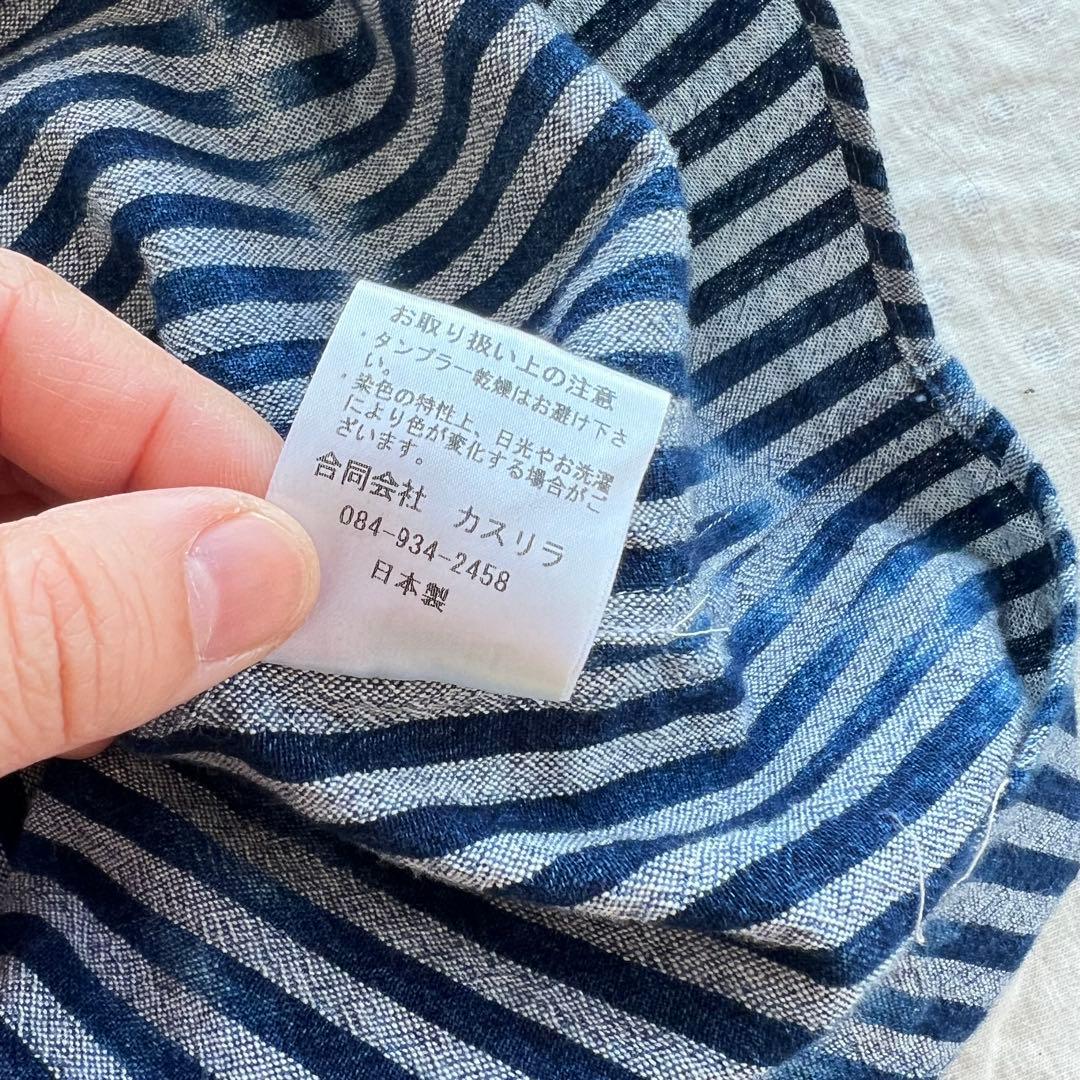 お取り扱い上の注意
・タンブラー乾燥はお避け下さ
い。
・染色の特性上、日光やお洗濯
により色が変化する場合がご
ざいます。
合同会社 カスリラ
084-934-2458
日本製